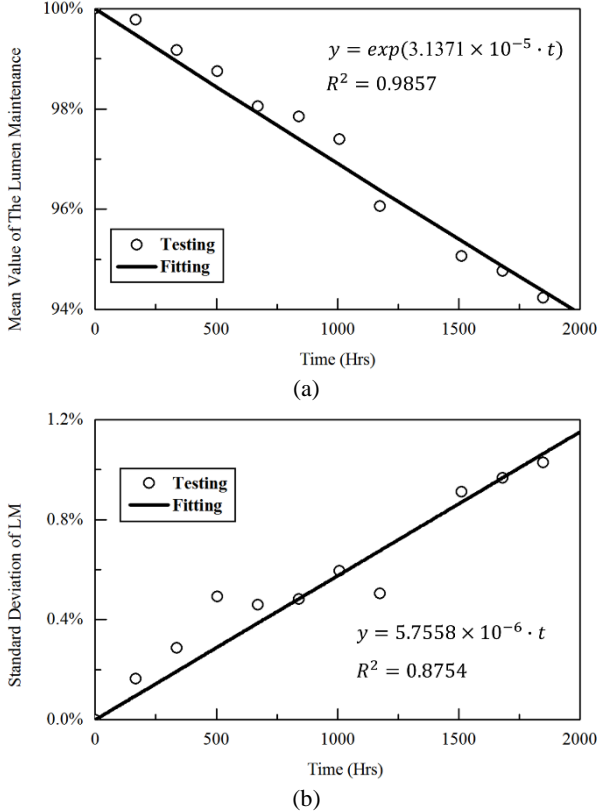 100%
98%
96%
94%
Mean Value of The Lumen Maintenance
y = exp(3.1371 × 10⁻⁵ · t)
R² = 0.9857
Testing
Fitting
0 500 1000 1500 2000
Time (Hrs)
(a)
1.2%
0.8%
0.4%
0.0%
Standard Deviation of LM
Testing
Fitting
y = 5.7558 × 10⁻⁶ · t
R² = 0.8754
0 500 1000 1500 2000
Time (Hrs)
(b)